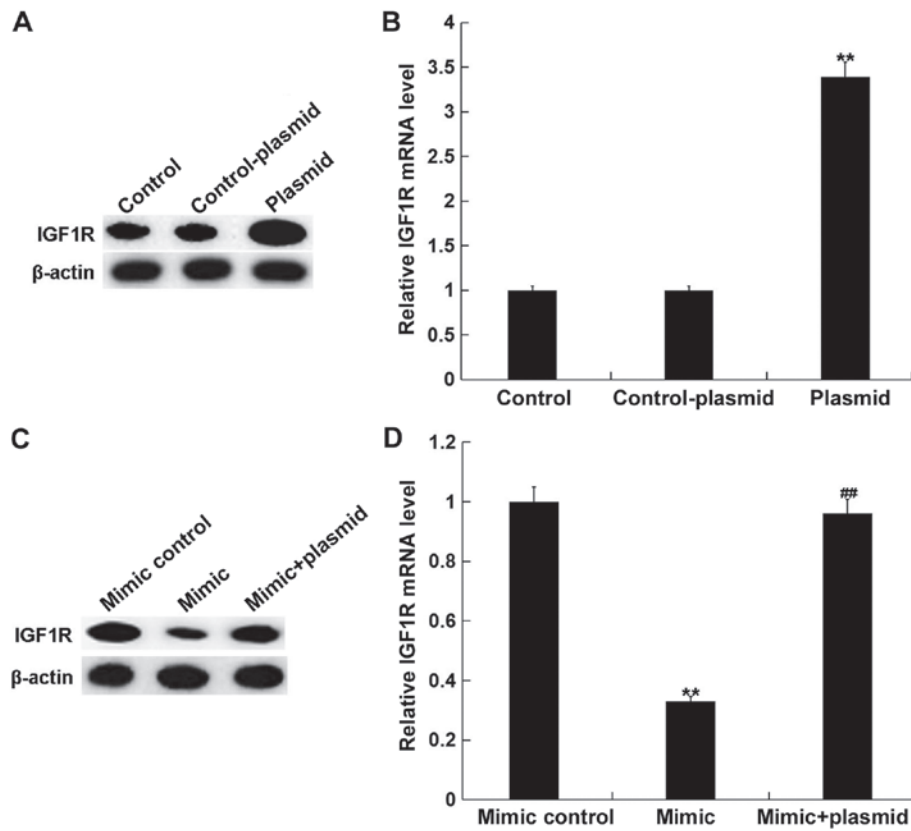 A
Control
Control-plasmid
Plasmid
IGF1R
β-actin
B
Relative IGF1R mRNA level
4
3.5
3
2.5
2
1.5
1
0.5
0
**
Control
Control-plasmid
Plasmid
C
Mimic control
Mimic
Mimic+plasmid
IGF1R
β-actin
D
Relative IGF1R mRNA level
1.2
1
0.8
0.6
0.4
0.2
0
**
##
Mimic control
Mimic
Mimic+plasmid